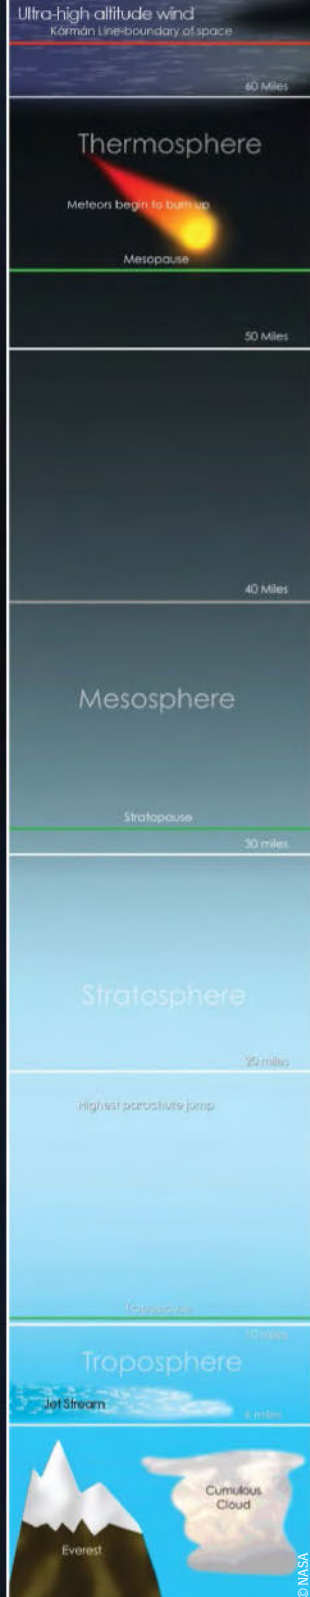 Ultra-high altitude wind
Kármán Line-boundary of space
60 Miles
Thermosphere
Meteors begin to burn up
Mesopause
50 Miles
40 Miles
Mesosphere
Stratopause
30 miles
Stratosphere
20 miles
Highest parachute jump
Tropopause
10 miles
Troposphere
Jet Stream
6 miles
Cumulous
Cloud
Everest
© NASA